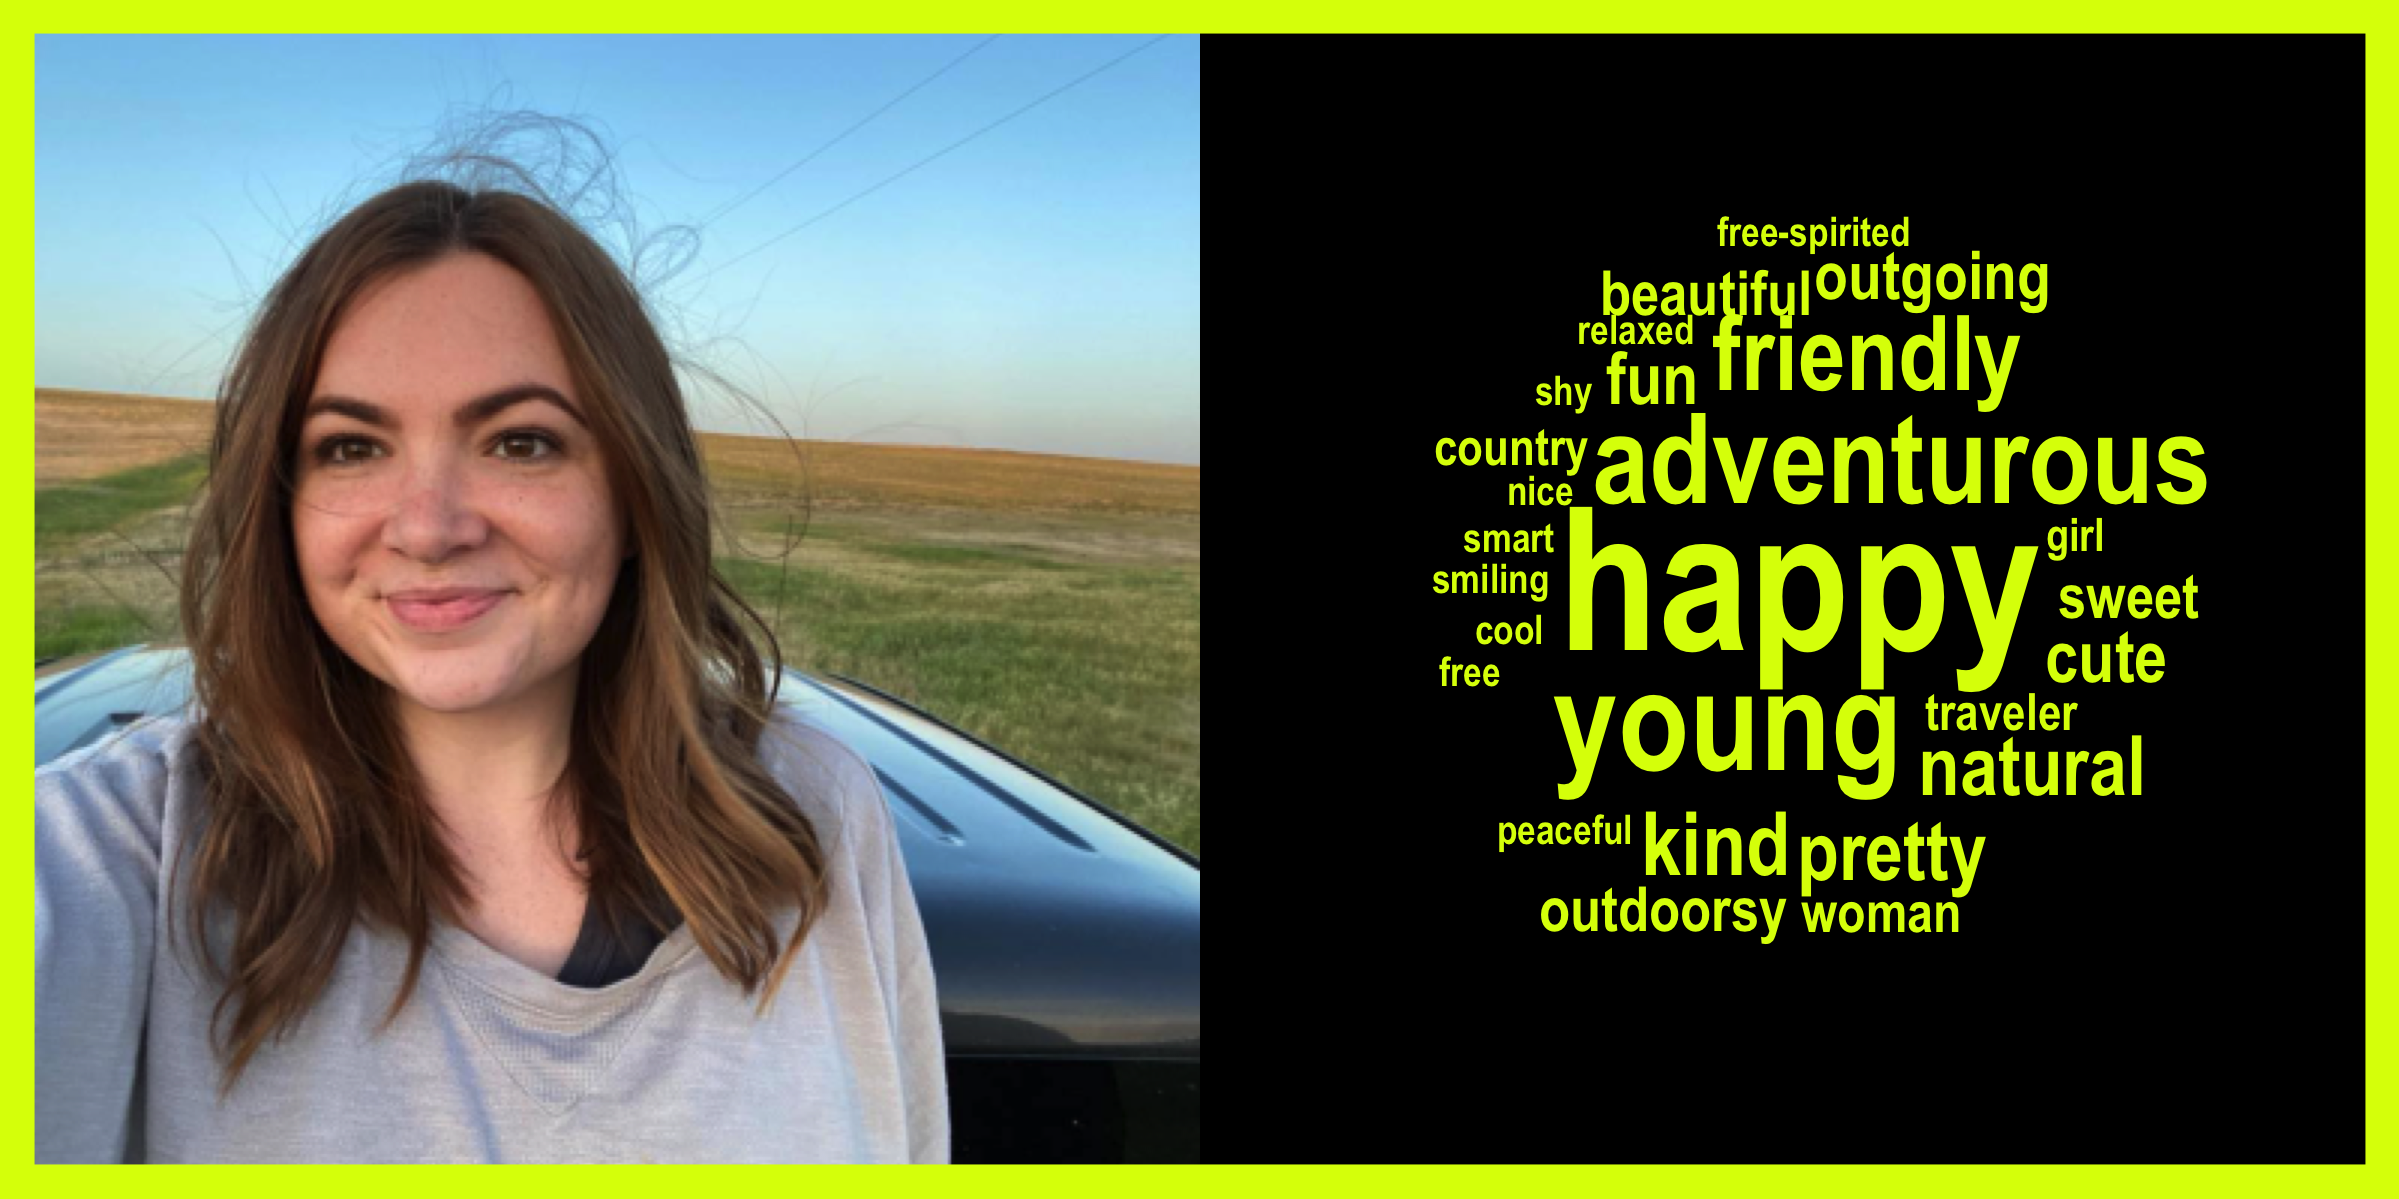 free-spirited
beautiful outgoing
relaxed friendly
shy fun
country adventurous
nice
smart happy girl
smiling sweet
cool cute
free
young traveler
natural
peaceful kind pretty
outdoorsy woman